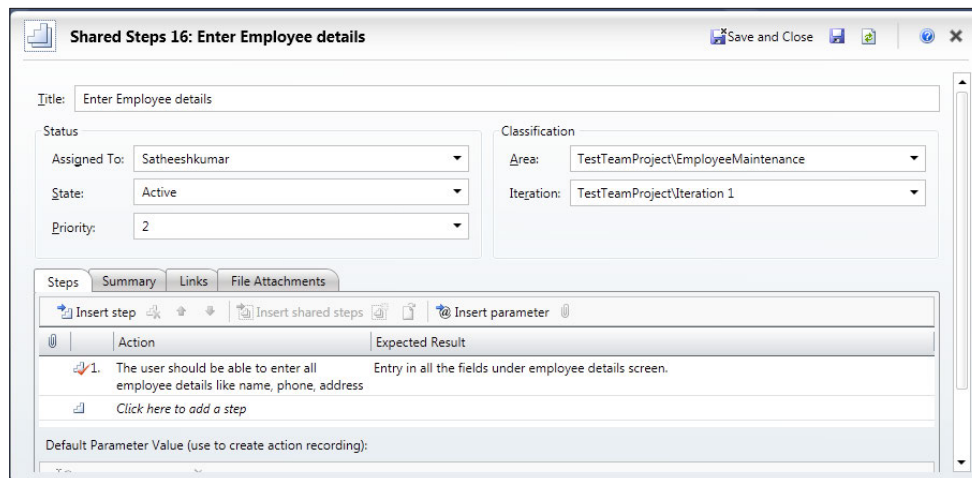 Shared Steps 16: Enter Employee details
Save and Close
Title: Enter Employee details
Status
Classification
Assigned To: Satheeshkumar
Area: TestTeamProject\EmployeeMaintenance
State: Active
Iteration: TestTeamProject\Iteration 1
Priority: 2
Steps Summary Links File Attachments
Insert step Insert shared steps Insert parameter
Action Expected Result
1. The user should be able to enter all Entry in all the fields under employee details screen.
employee details like name, phone, address
Click here to add a step
Default Parameter Value (use to create action recording):